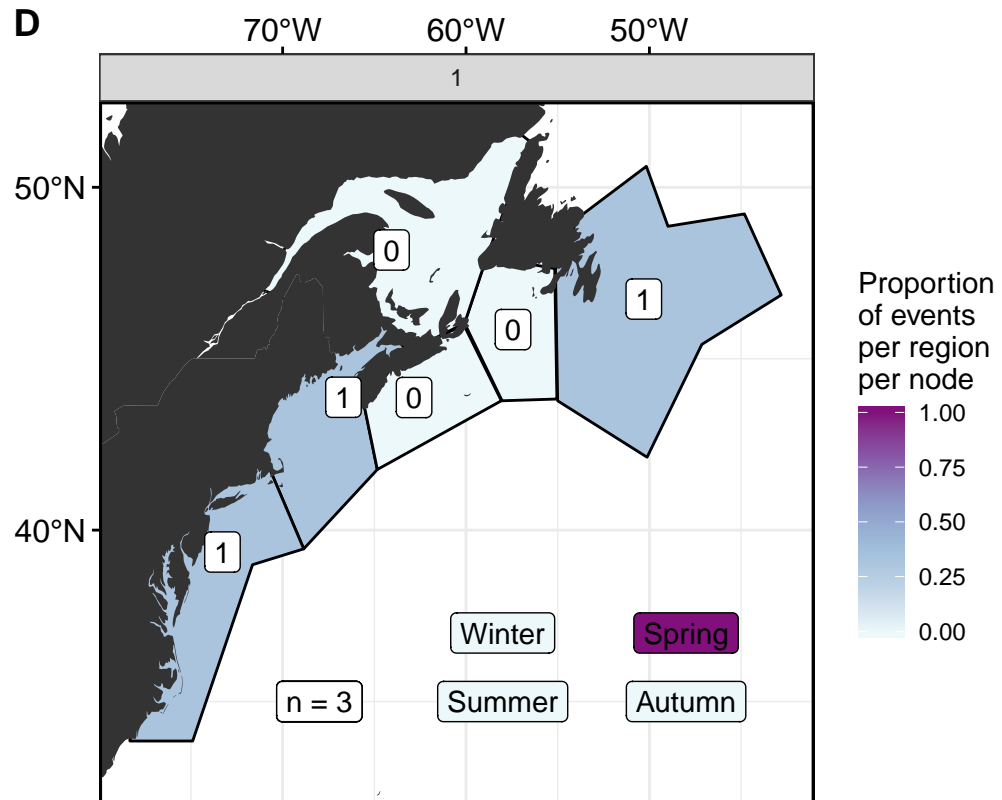 D
70°W 60°W 50°W
1
50°N
0
1
0
Proportion
of events
per region
per node
1 0
1.00
0.75
0.50
0.25
0.00
40°N
1
Winter Spring
n = 3 Summer Autumn